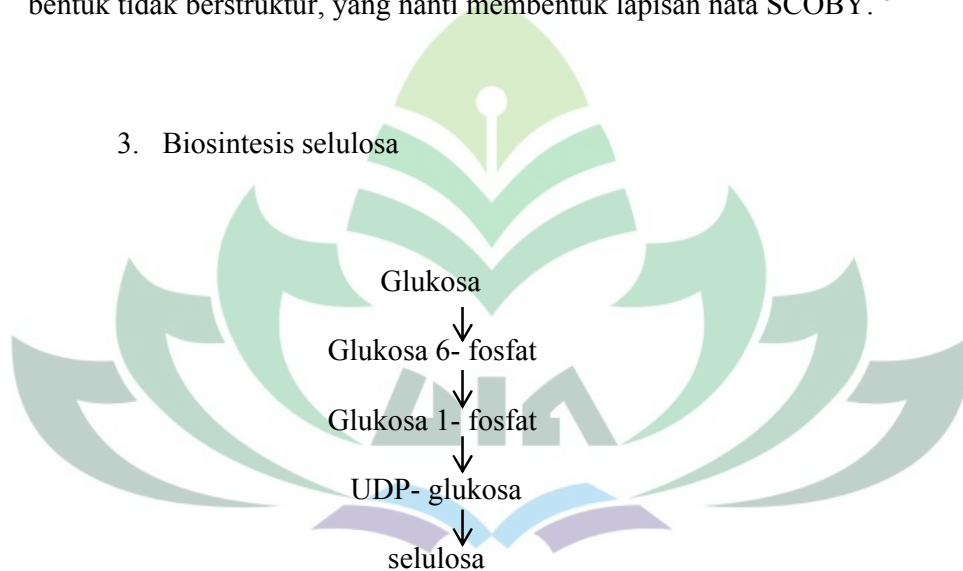 bentuk tidak berstruktur, yang nanti membentuk lapisan nata SCOBY.
3. Biosintesis selulosa
Glukosa
Glukosa 6- fosfat
Glukosa 1- fosfat
UDP- glukosa
selulosa